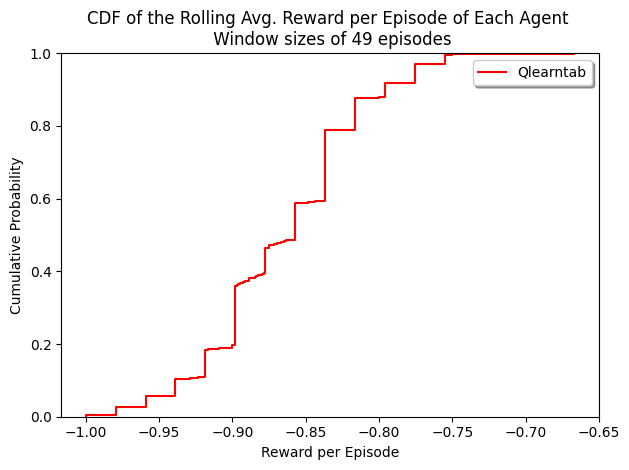 CDF of the Rolling Avg. Reward per Episode of Each Agent
Window sizes of 49 episodes
Qlearntab
Cumulative Probability
1.0
0.8
0.6
0.4
0.2
0.0
−1.00 −0.95 −0.90 −0.85 −0.80 −0.75 −0.70 −0.65
Reward per Episode